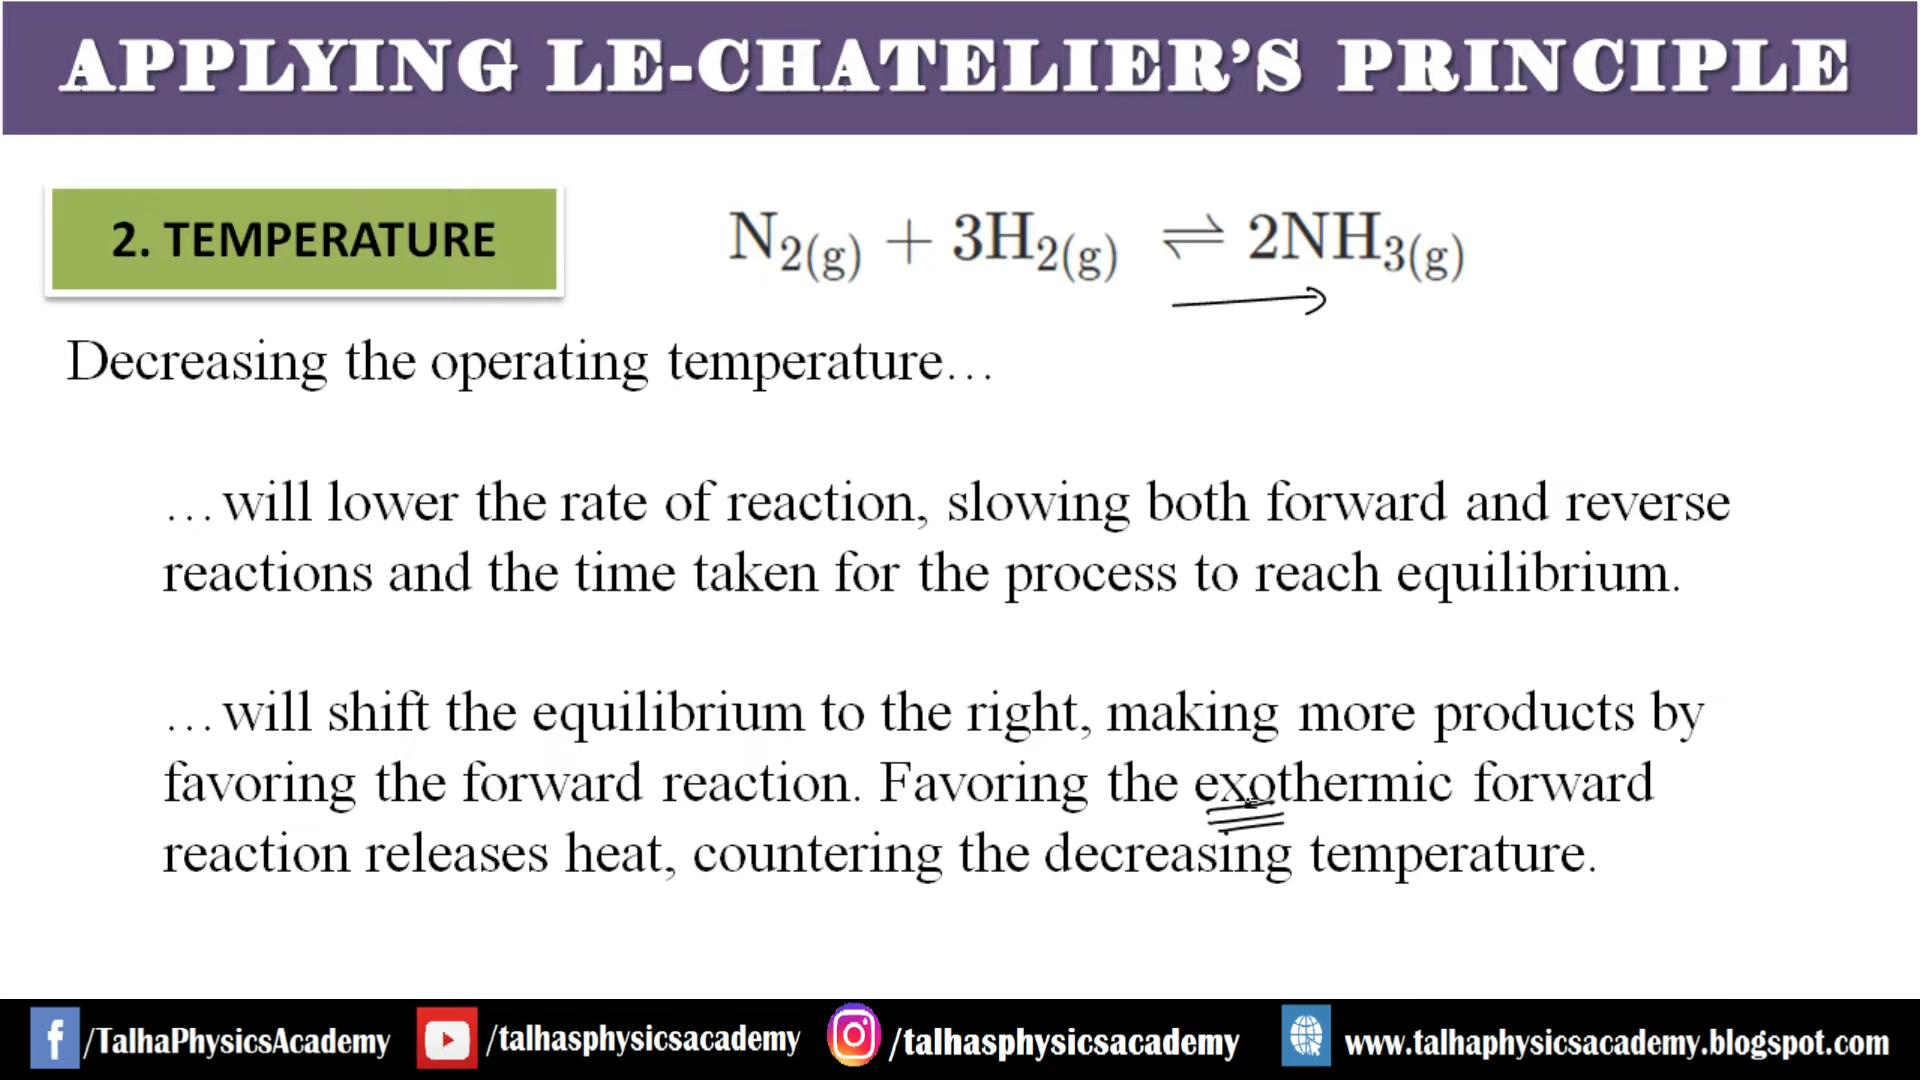 APPLYING LE-CHATELIER’S PRINCIPLE
2. TEMPERATURE
N₂(g) + 3H₂(g) ⇌ 2NH₃(g)
Decreasing the operating temperature…
…will lower the rate of reaction, slowing both forward and reverse
reactions and the time taken for the process to reach equilibrium.
…will shift the equilibrium to the right, making more products by
favoring the forward reaction. Favoring the exothermic forward
reaction releases heat, countering the decreasing temperature.
/TalhaPhysicsAcademy /talhasphysicsacademy /talhasphysicsacademy www.talhaphysicsacademy.blogspot.com